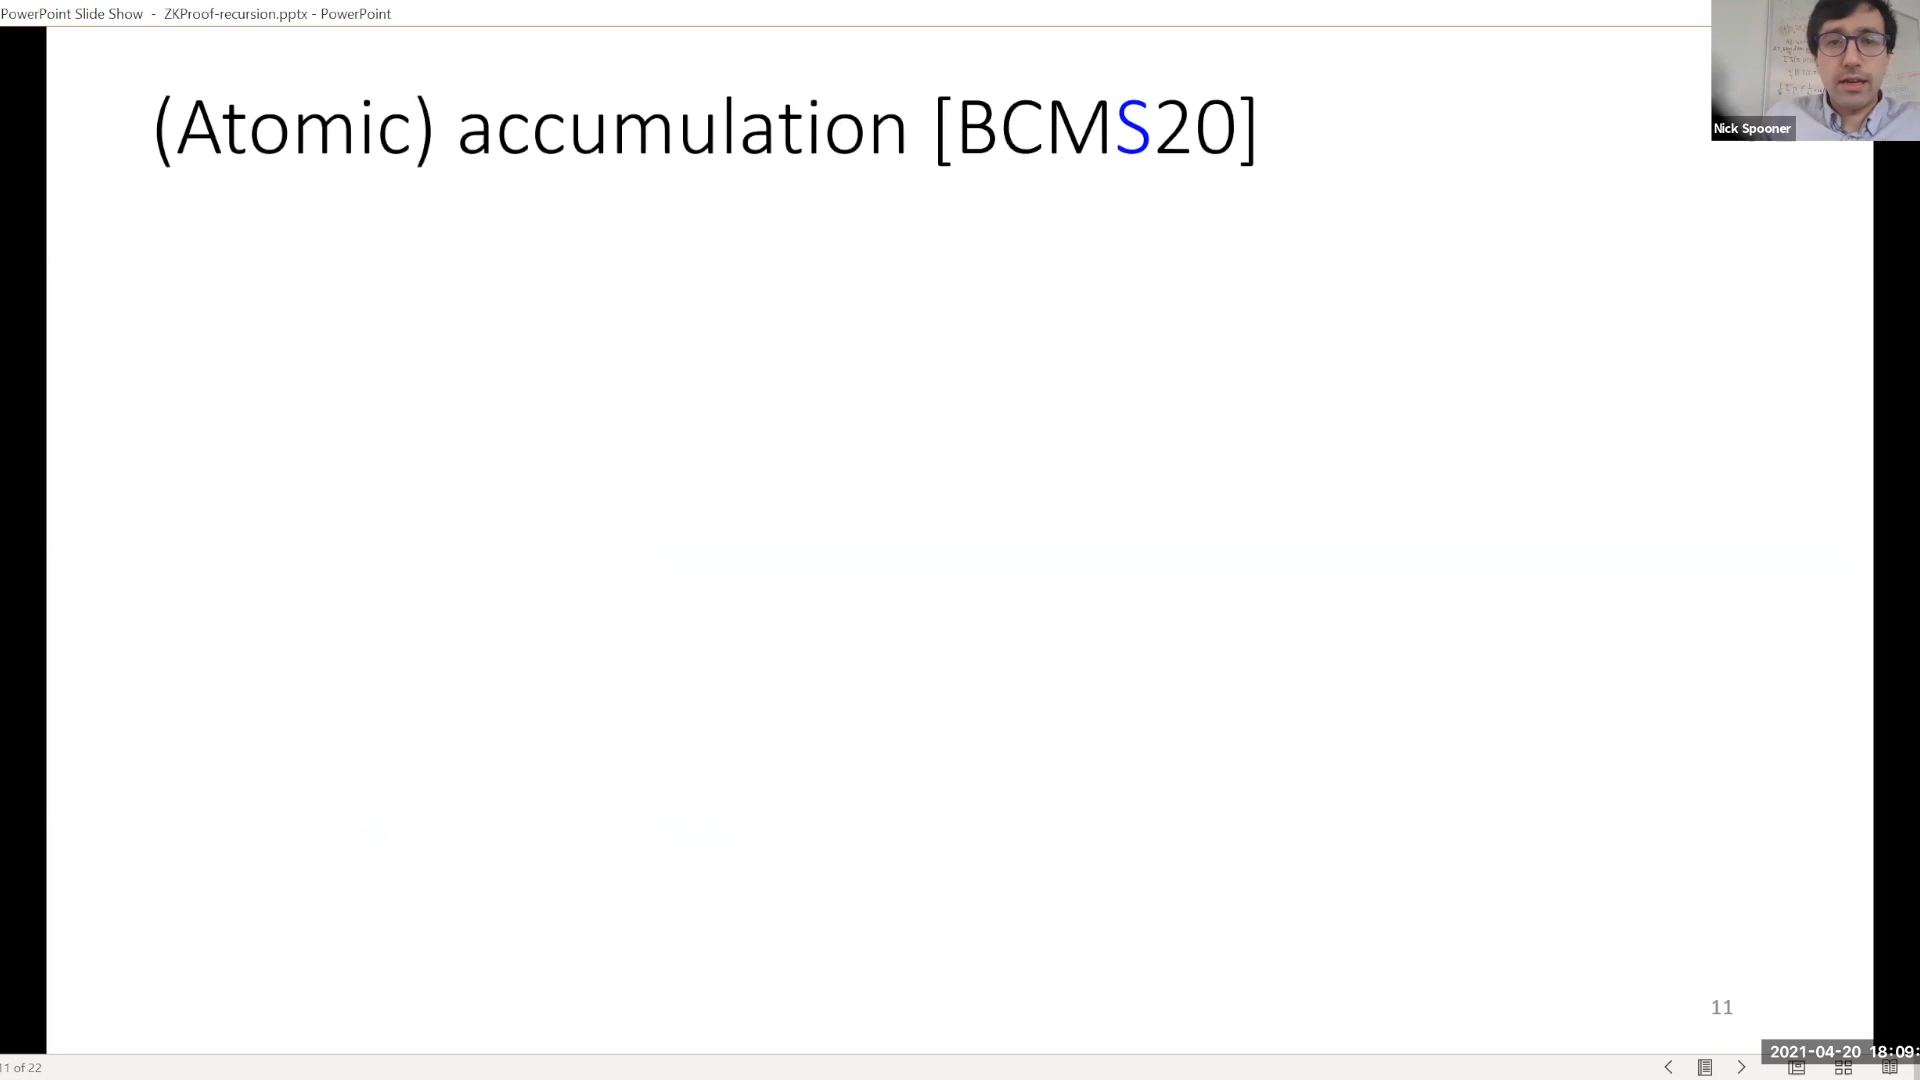 PowerPoint Slide Show - ZKProof-recursion.pptx - PowerPoint
(Atomic) accumulation [BCMS20]
Nick Spooner
11
2021-04-20 18:09:
11 of 22